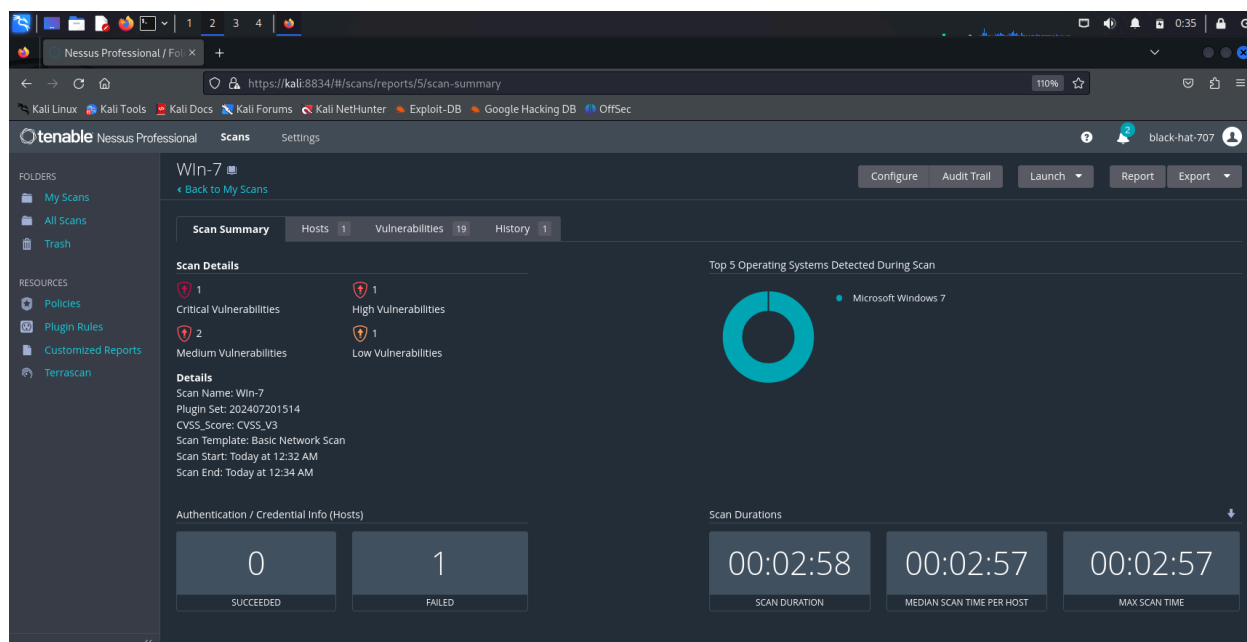 1 2 3 4
0:35
Nessus Professional / Fol
https://kali:8834/#/scans/reports/5/scan-summary
110%
Kali Linux Kali Tools Kali Docs Kali Forums Kali NetHunter Exploit-DB Google Hacking DB OffSec
tenable Nessus Professional Scans Settings
2
black-hat-707
FOLDERS
My Scans
All Scans
Trash
RESOURCES
Policies
Plugin Rules
Customized Reports
Terrascan
WIn-7
Back to My Scans
Configure Audit Trail Launch Report Export
Scan Summary Hosts 1 Vulnerabilities 19 History 1
Scan Details
1
Critical Vulnerabilities
1
High Vulnerabilities
2
Medium Vulnerabilities
1
Low Vulnerabilities
Details
Scan Name: WIn-7
Plugin Set: 202407201514
CVSS_Score: CVSS_V3
Scan Template: Basic Network Scan
Scan Start: Today at 12:32 AM
Scan End: Today at 12:34 AM
Top 5 Operating Systems Detected During Scan
Microsoft Windows 7
Authentication / Credential Info (Hosts)
0
SUCCEEDED
1
FAILED
Scan Durations
00:02:58
SCAN DURATION
00:02:57
MEDIAN SCAN TIME PER HOST
00:02:57
MAX SCAN TIME